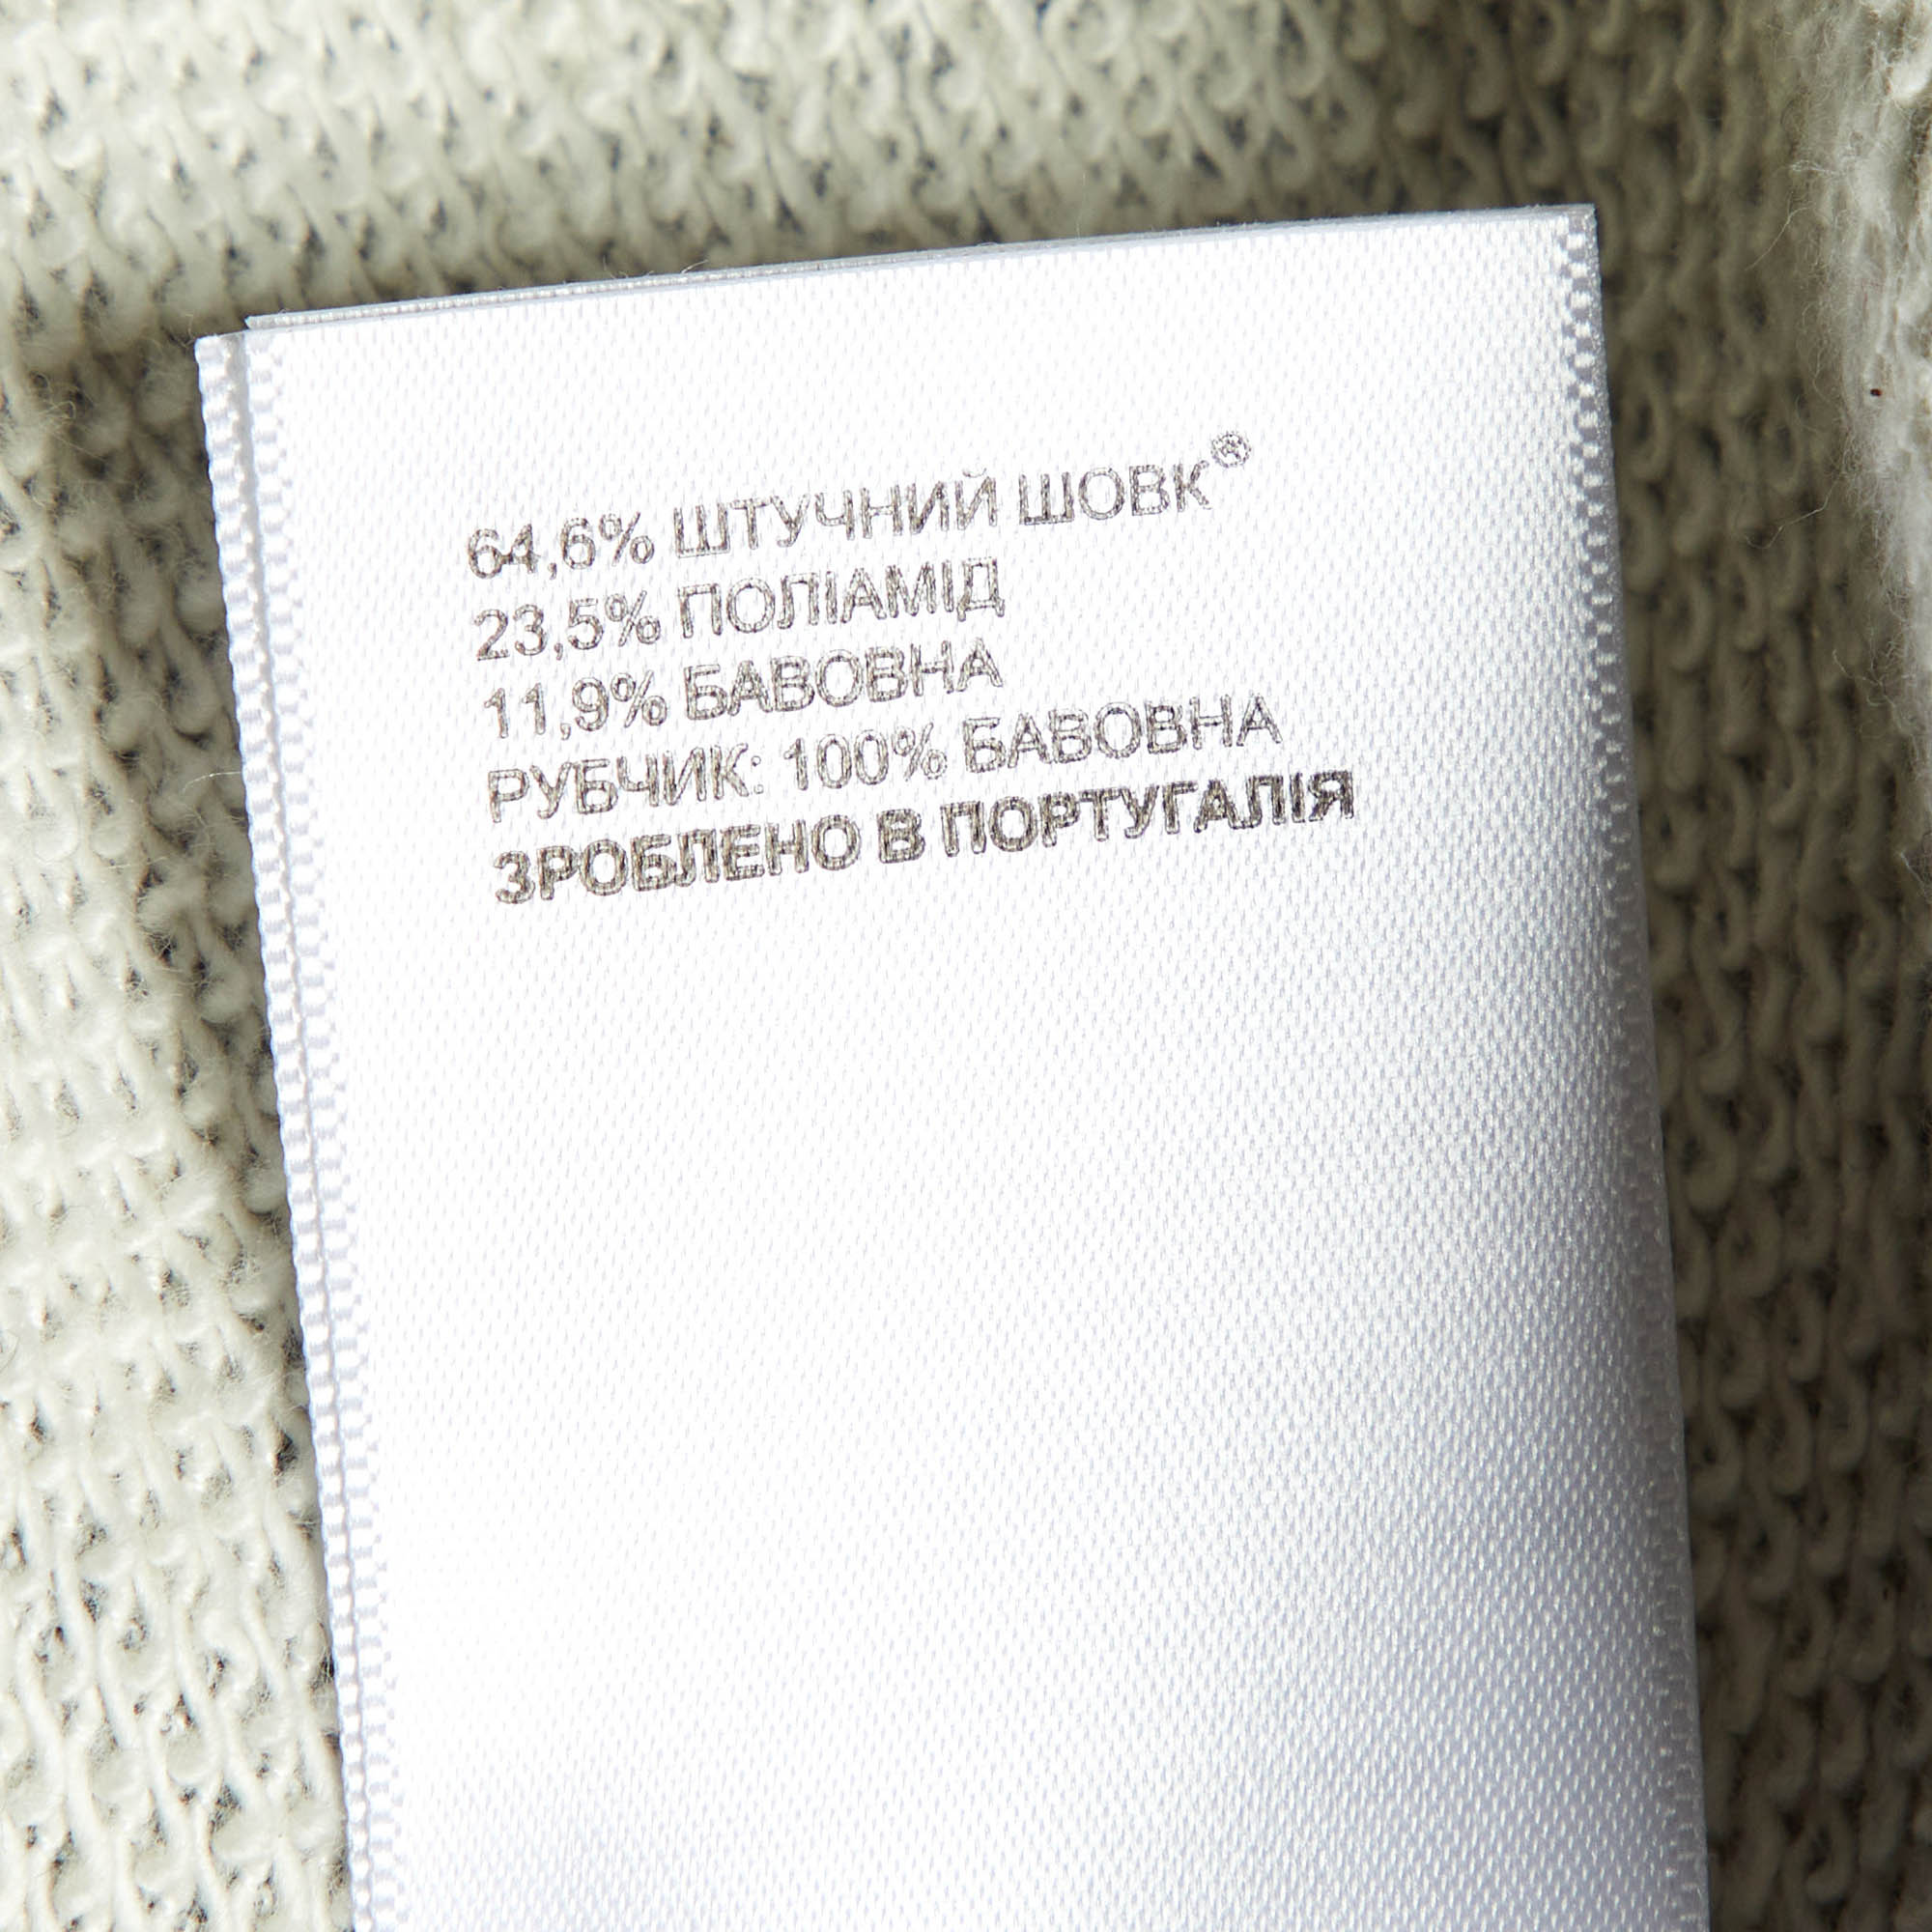 64,6% ШТУЧНИЙ ШОВК®
23,5% ПОЛІАМІД
11,9% БАВОВНА
РУБЧИК: 100% БАВОВНА
ЗРОБЛЕНО В ПОРТУГАЛІЯ